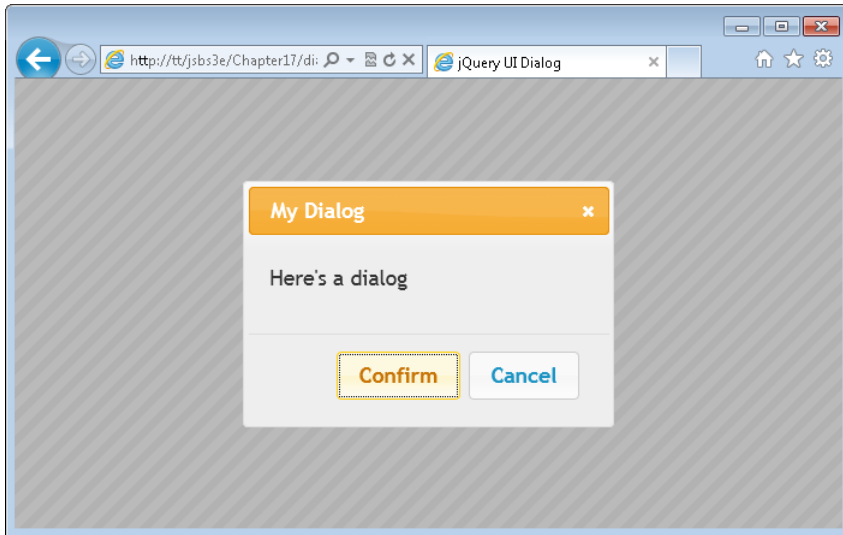 http://tt/jsbs3e/Chapter17/di
jQuery UI Dialog
My Dialog
Here's a dialog
Confirm
Cancel